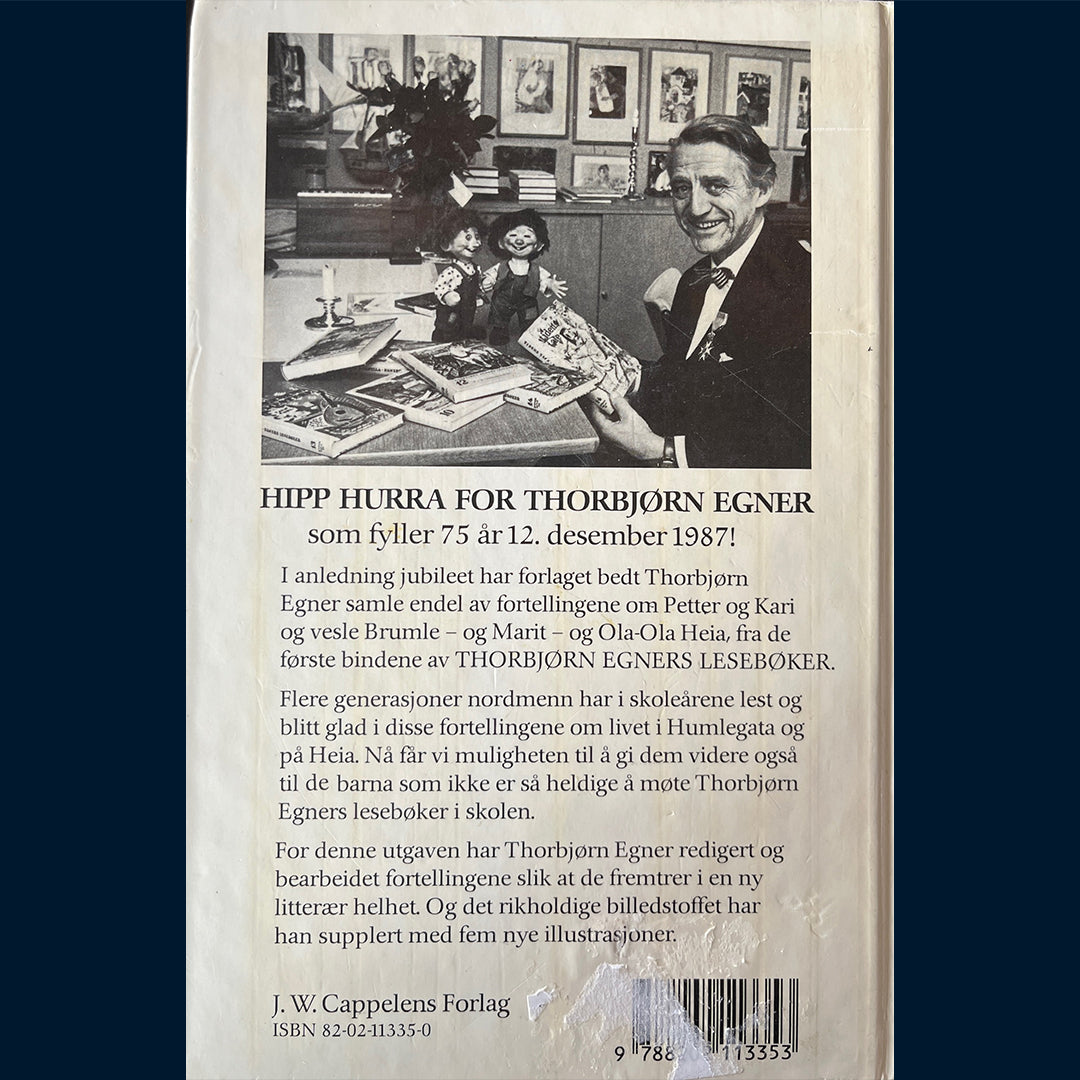 HIPP HURRA FOR THORBJØRN EGNER
som fyller 75 år 12. desember 1987!
I anledning jubileet har forlaget bedt Thorbjørn
Egner samle endel av fortellingene om Petter og Kari
og vesle Brumle – og Marit – og Ola-Ola Heia, fra de
første bindene av THORBJØRN EGNERS LESEBØKER.
Flere generasjoner nordmenn har i skoleårene lest og
blitt glad i disse fortellingene om livet i Humlegata og
på Heia. Nå får vi muligheten til å gi dem videre også
til de barna som ikke er så heldige å møte Thorbjørn
Egners lesebøker i skolen.
For denne utgaven har Thorbjørn Egner redigert og
bearbeidet fortellingene slik at de fremtrer i en ny
litterær helhet. Og det rikholdige billedstoffet har
han supplert med fem nye illustrasjoner.
J. W. Cappelens Forlag
ISBN 82-02-11335-0
9 788 113353